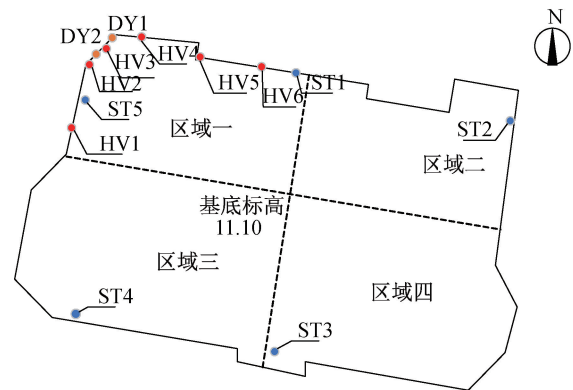 N
DY1
DY2
HV4
HV3
HV2
HV5
HV6
ST1
ST5
区域一
ST2
HV1
区域二
基底标高
11.10
区域三
区域四
ST4
ST3